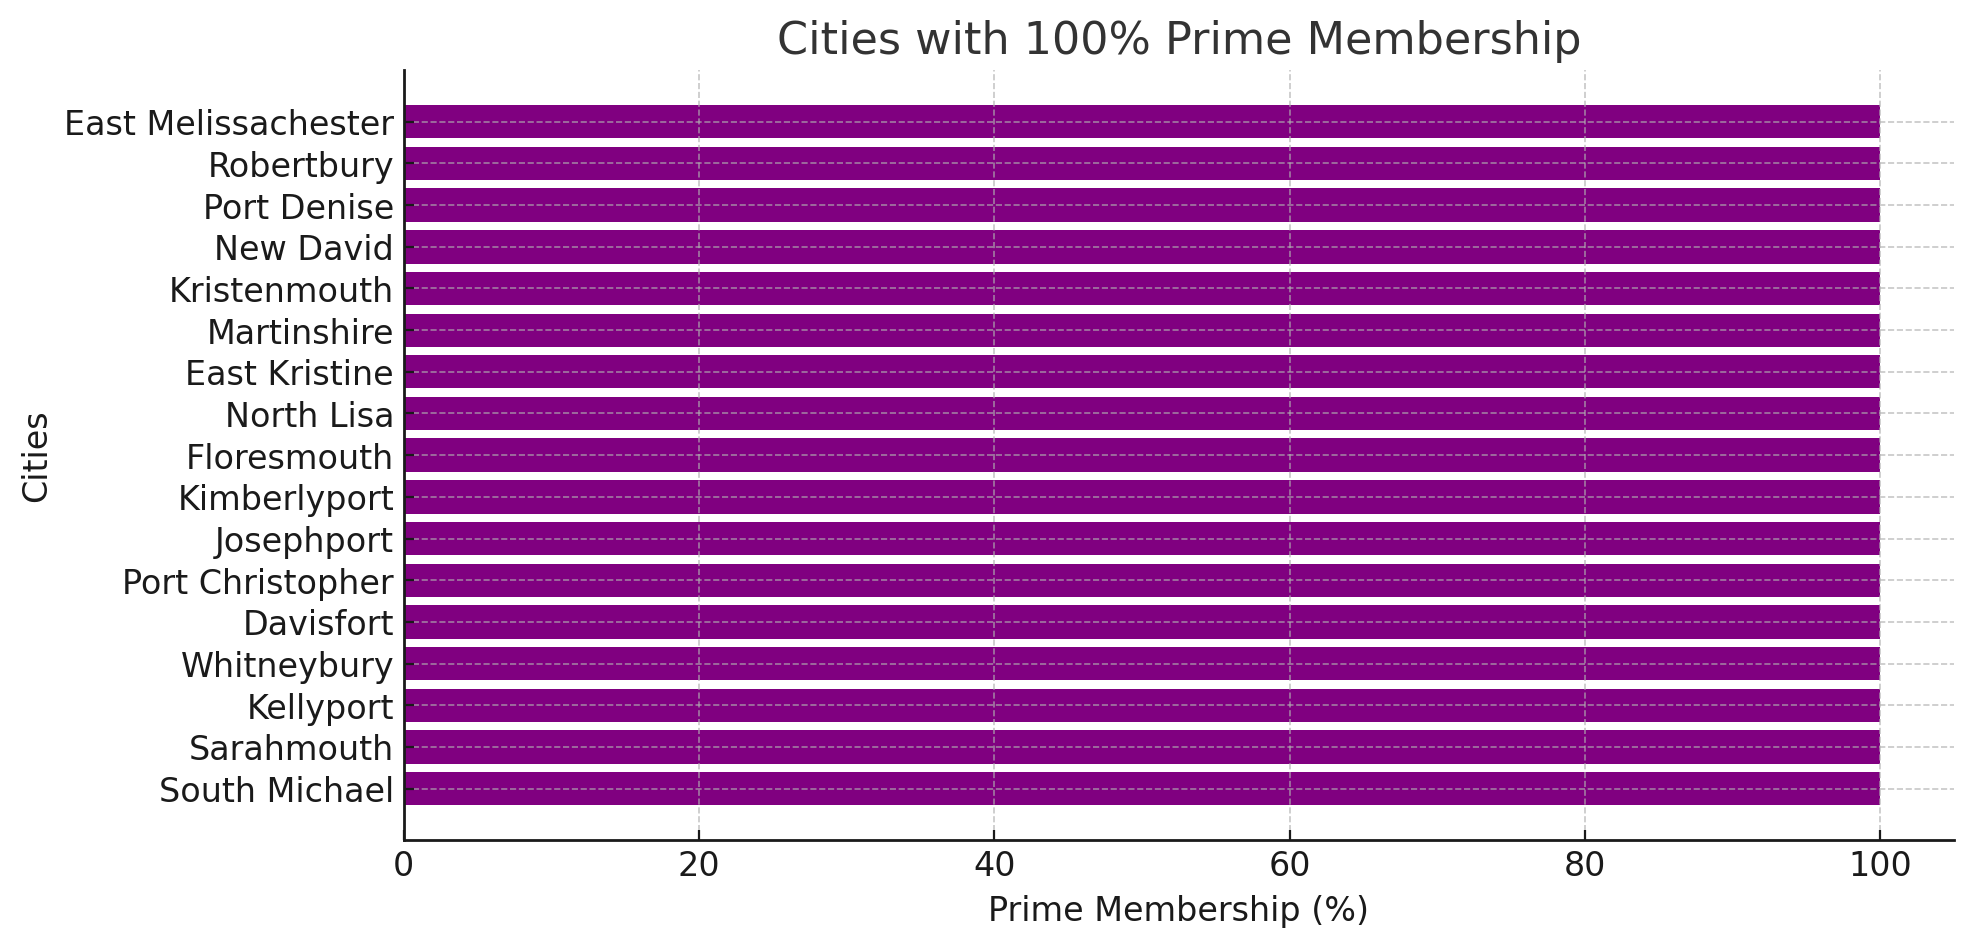 Cities with 100% Prime Membership
East Melissachester
Robertbury
Port Denise
New David
Kristenmouth
Martinshire
East Kristine
North Lisa
Floresmouth
Kimberlyport
Josephport
Port Christopher
Davisfort
Whitneybury
Kellyport
Sarahmouth
South Michael
Cities
0 20 40 60 80 100
Prime Membership (%)